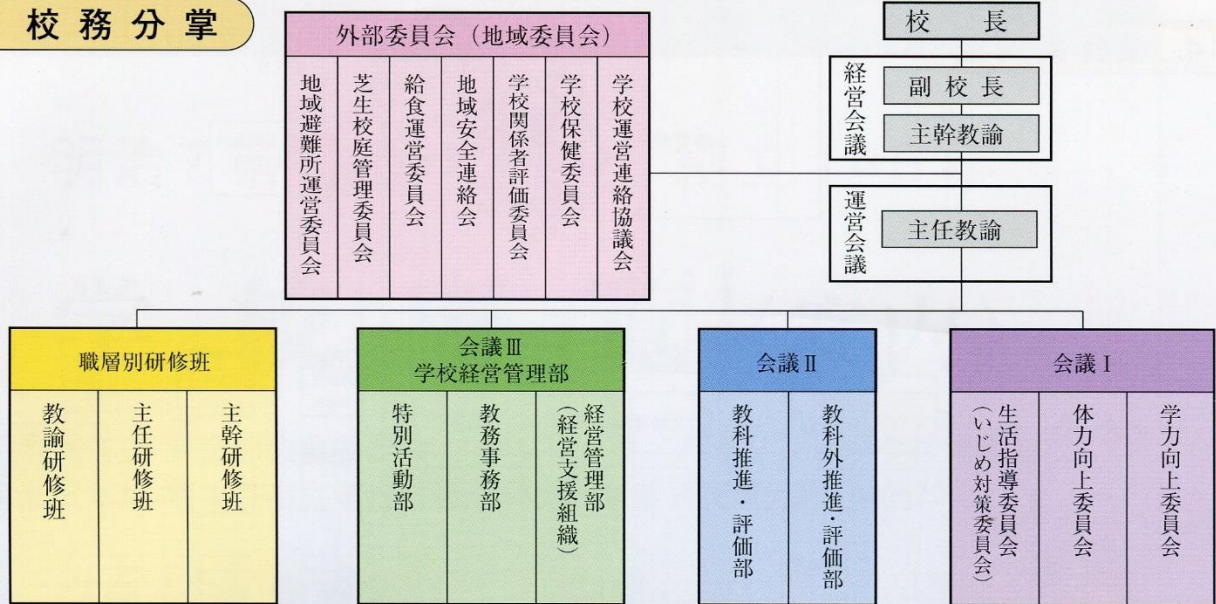 校務分掌
校長
経営会議
副校長
主幹教諭
運営会議
主任教諭
外部委員会（地域委員会）
学校運営連絡協議会
学校保健委員会
学校関係者評価委員会
地域安全連絡会
給食運営委員会
芝生校庭管理委員会
地域避難所運営委員会
会議Ⅰ
学力向上委員会
体力向上委員会
生活指導委員会
（いじめ対策委員会）
会議Ⅱ
教科外推進・評価部
教科推進・評価部
会議Ⅲ
学校経営管理部
経営管理部
（経営支援組織）
教務事務部
特別活動部
職層別研修班
主幹研修班
主任研修班
教諭研修班